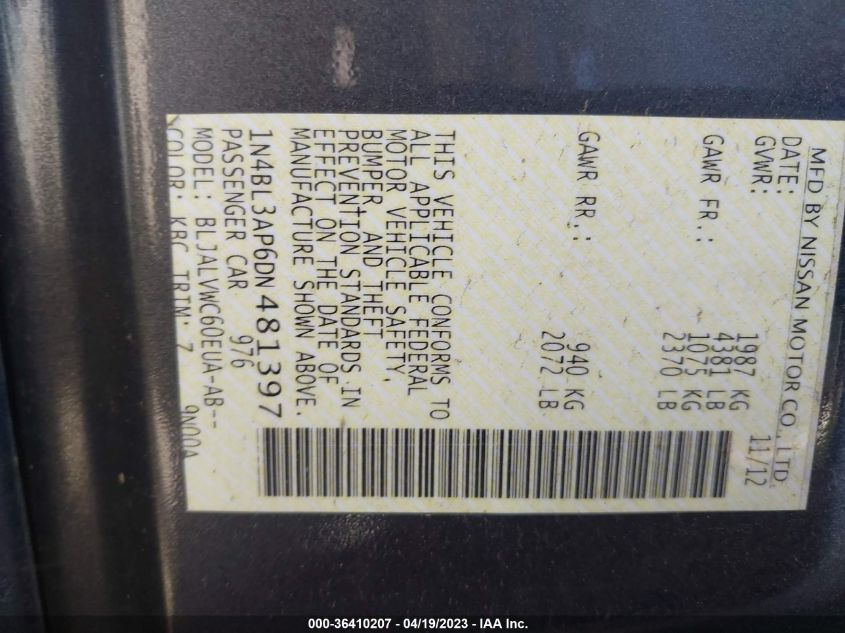 MFD BY NISSAN MOTOR CO., LTD.
DATE: 11/12
GVWR: 1987 KG
4381 LB
GAWR FR.: 1075 KG
2370 LB
GAWR RR.: 940 KG
2072 LB
THIS VEHICLE CONFORMS TO
ALL APPLICABLE FEDERAL
MOTOR VEHICLE SAFETY,
BUMPER, AND THEFT
PREVENTION STANDARDS IN
EFFECT ON THE DATE OF
MANUFACTURE SHOWN ABOVE.
1N4BL3AP6DN481397
PASSENGER CAR 976
MODEL: BLJALVWC60EUA-AB--
COLOR: KBC TRIM: 7
000-36410207 - 04/19/2023 - IAA Inc.